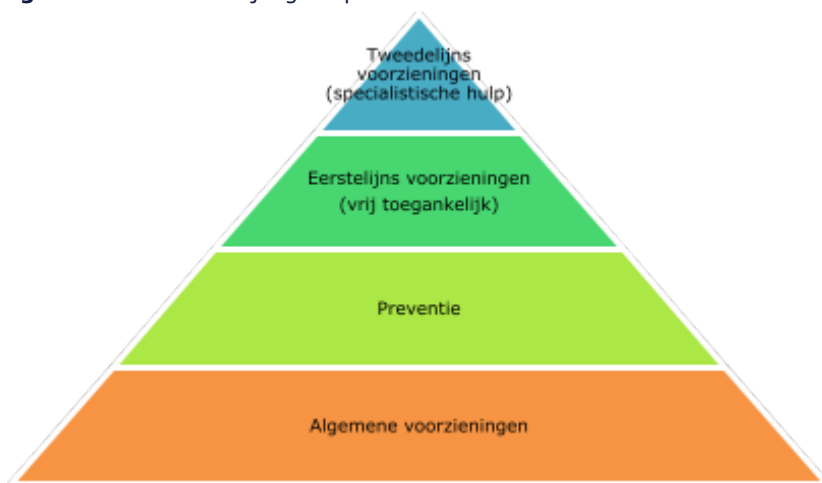 Tweedelijns
voorzieningen
(specialistische hulp)
Eerstelijns voorzieningen
(vrij toegankelijk)
Preventie
Algemene voorzieningen